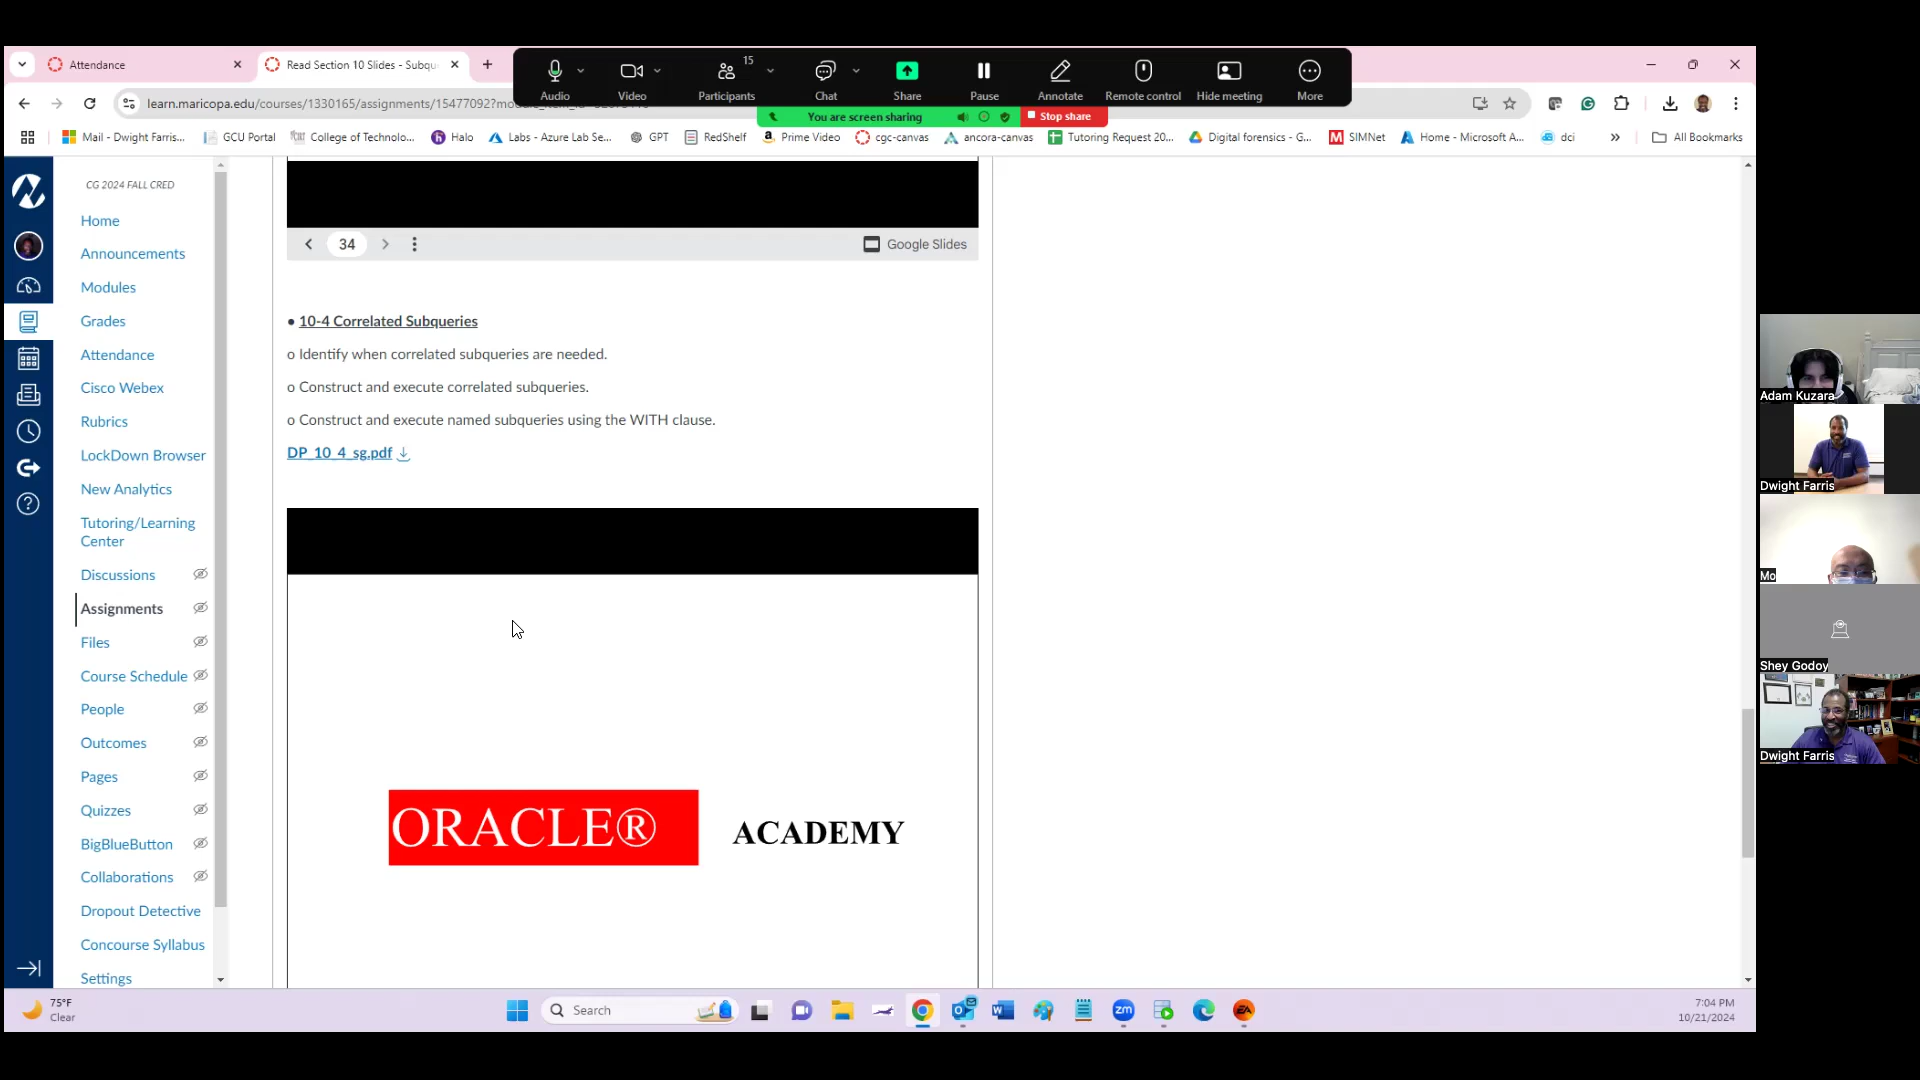 Attendance
Read Section 10 Slides - Subqu
Audio
Video
15
Participants
Chat
Share
Pause
Annotate
Remote control
Hide meeting
More
You are screen sharing
Stop share
Mail - Dwight Farris...
GCU Portal
College of Technolo...
Halo
Labs - Azure Lab Se...
GPT
RedShelf
Prime Video
cgc-canvas
ancora-canvas
Tutoring Request 20...
Digital forensics - G...
SIMNet
Home - Microsoft A...
dci
All Bookmarks
CG 2024 FALL CRED
Home
Announcements
Modules
Grades
Attendance
Cisco Webex
Rubrics
LockDown Browser
New Analytics
Tutoring/Learning
Center
Discussions
Assignments
Files
Course Schedule
People
Outcomes
Pages
Quizzes
BigBlueButton
Collaborations
Dropout Detective
Concourse Syllabus
Settings
34
Google Slides
• 10-4 Correlated Subqueries
o Identify when correlated subqueries are needed.
o Construct and execute correlated subqueries.
o Construct and execute named subqueries using the WITH clause.
DP_10_4_sg.pdf
ORACLE® ACADEMY
Adam Kuzara
Dwight Farris
Mo
Shey Godoy
Dwight Farris
75°F
Clear
Search
zm
EA
7:04 PM
10/21/2024